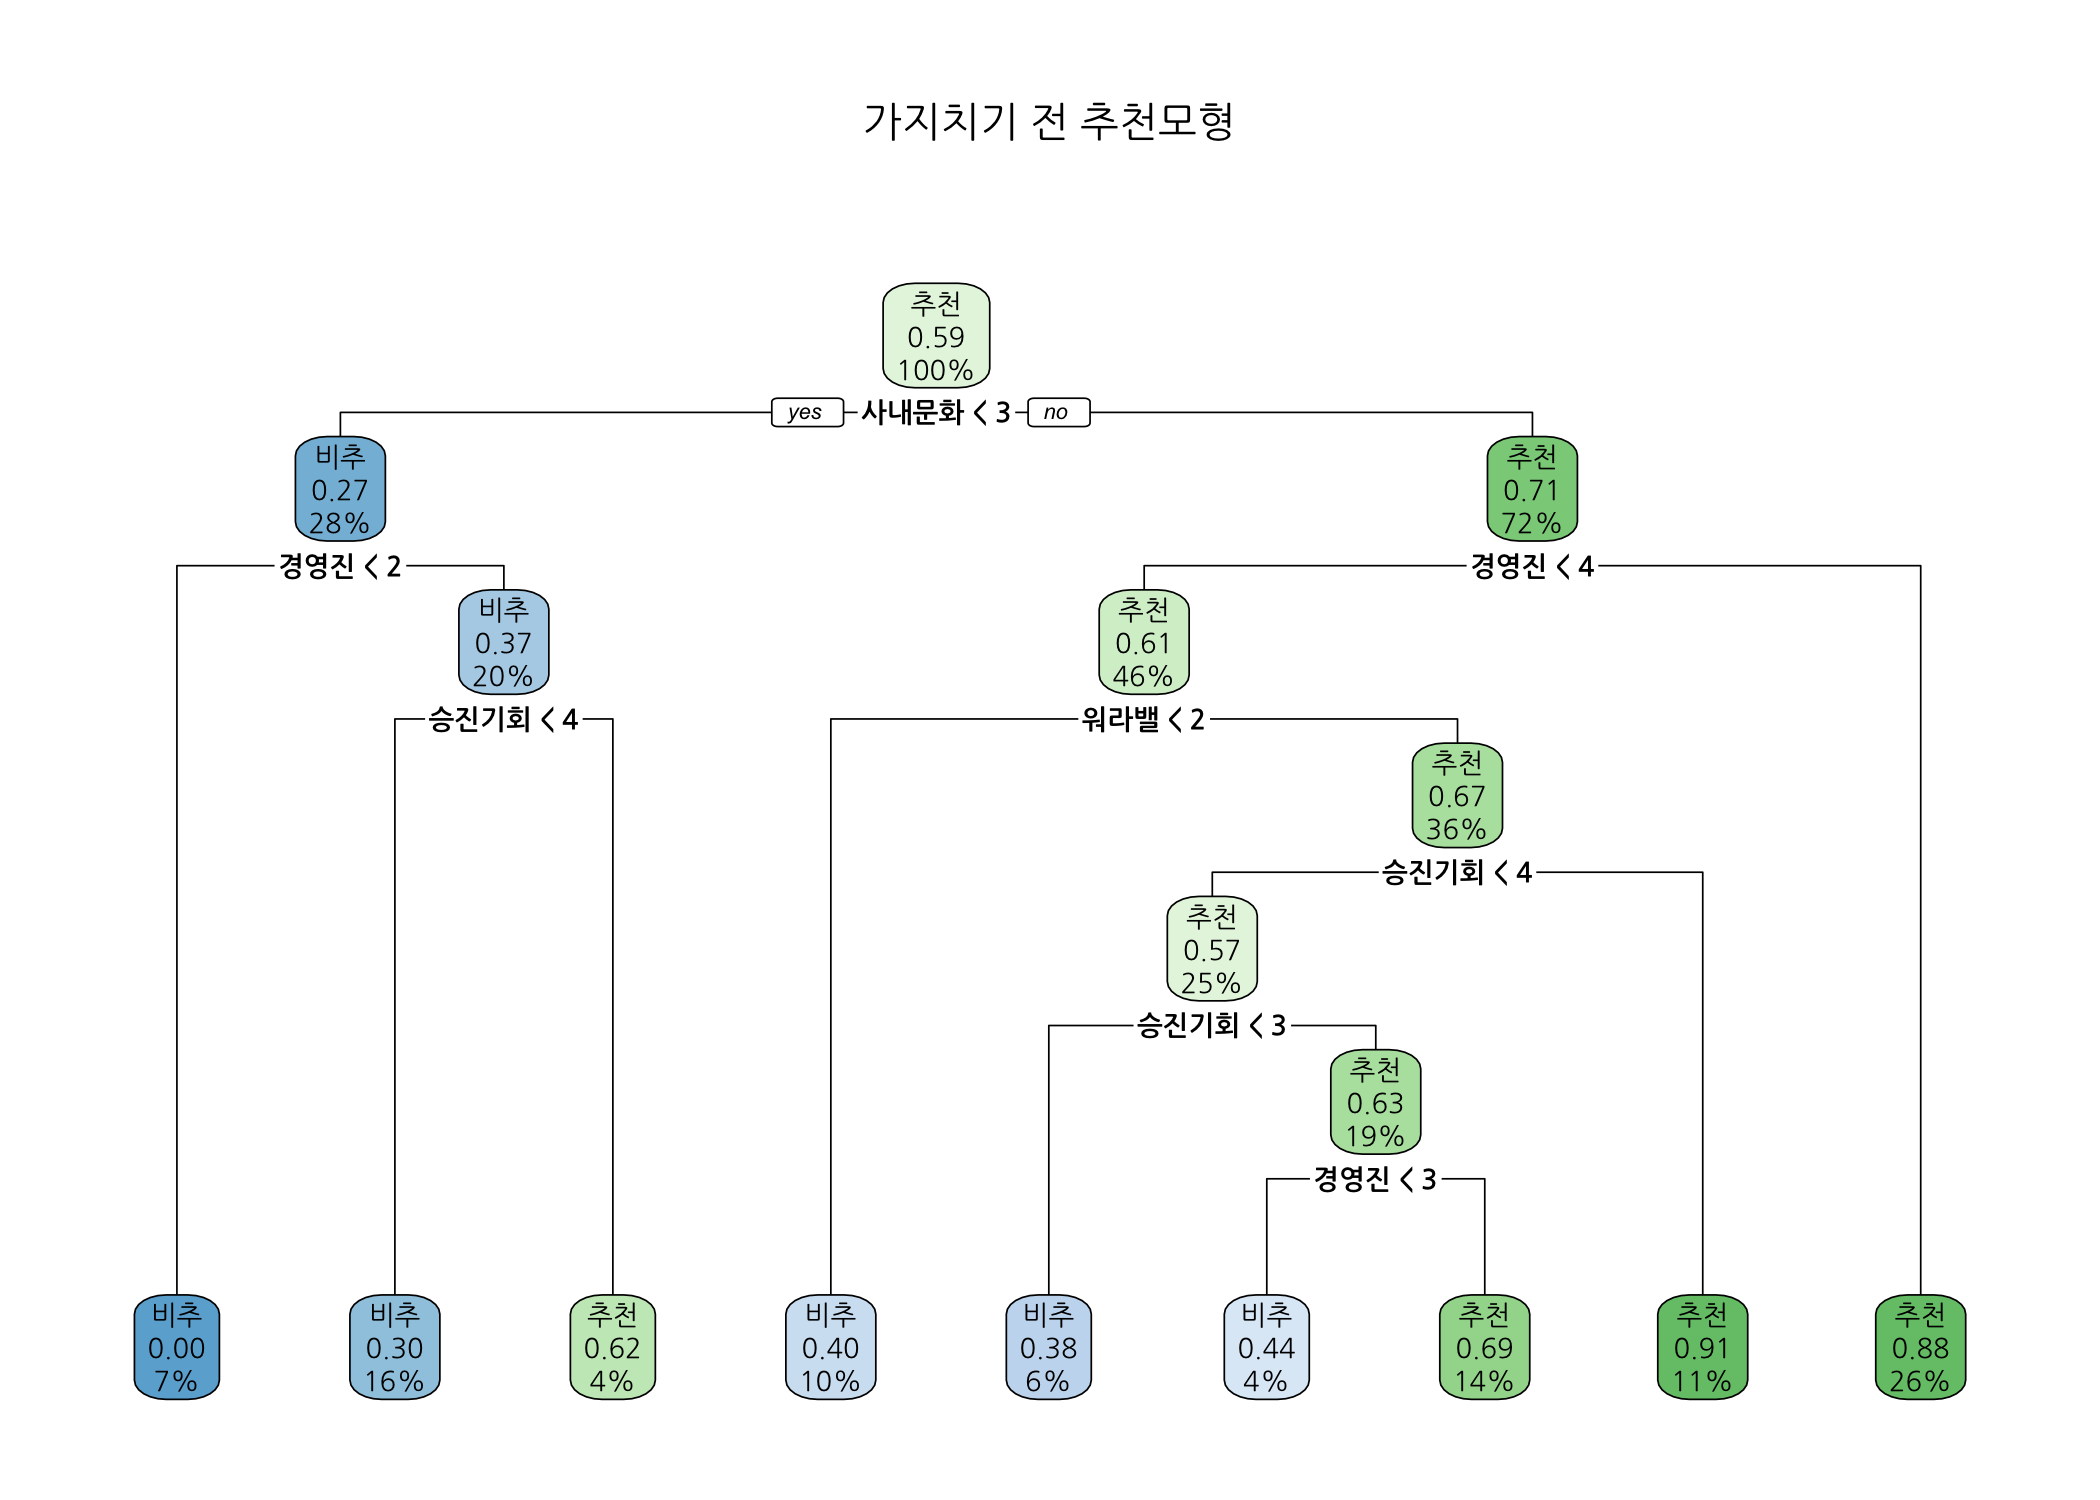 가지치기 전 추천모형
추천
0.59
100%
yes 사내문화 < 3 no
비추
0.27
28%
추천
0.71
72%
경영진 < 2
경영진 < 4
비추
0.37
20%
추천
0.61
46%
승진기회 < 4
워라밸 < 2
추천
0.67
36%
승진기회 < 4
추천
0.57
25%
승진기회 < 3
추천
0.63
19%
경영진 < 3
비추
0.00
7%
비추
0.30
16%
추천
0.62
4%
비추
0.40
10%
비추
0.38
6%
비추
0.44
4%
추천
0.69
14%
추천
0.91
11%
추천
0.88
26%